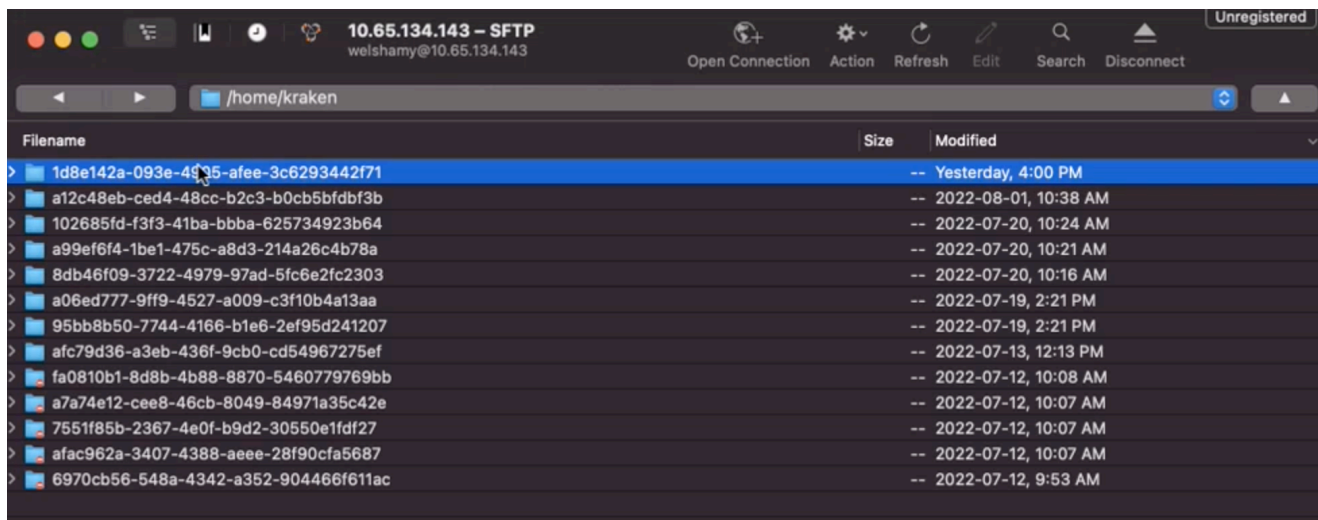 Unregistered
10.65.134.143 – SFTP
welshamy@10.65.134.143
Open Connection Action Refresh Edit Search Disconnect
/home/kraken
Filename Size Modified
-- Yesterday, 4:00 PM
a12c48eb-ced4-48cc-b2c3-b0cb5bfdbf3b -- 2022-08-01, 10:38 AM
102685fd-f3f3-41ba-bbba-625734923b64 -- 2022-07-20, 10:24 AM
a99ef6f4-1be1-475c-a8d3-214a26c4b78a -- 2022-07-20, 10:21 AM
8db46f09-3722-4979-97ad-5fc6e2fc2303 -- 2022-07-20, 10:16 AM
a06ed777-9ff9-4527-a009-c3f10b4a13aa -- 2022-07-19, 2:21 PM
95bb8b50-7744-4166-b1e6-2ef95d241207 -- 2022-07-19, 2:21 PM
afc79d36-a3eb-436f-9cb0-cd54967275ef -- 2022-07-13, 12:13 PM
fa0810b1-8d8b-4b88-8870-5460779769bb -- 2022-07-12, 10:08 AM
a7a74e12-cee8-46cb-8049-84971a35c42e -- 2022-07-12, 10:07 AM
7551f85b-2367-4e0f-b9d2-30550e1fdf27 -- 2022-07-12, 10:07 AM
afac962a-3407-4388-aeee-28f90cfa5687 -- 2022-07-12, 10:07 AM
6970cb56-548a-4342-a352-904466f611ac -- 2022-07-12, 9:53 AM